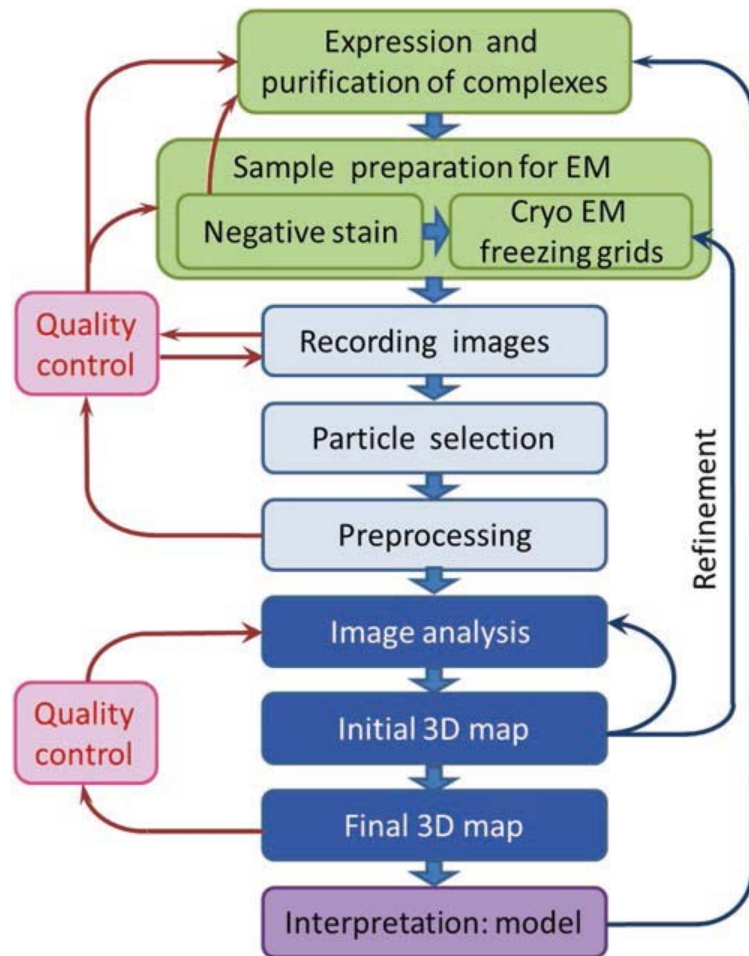 Expression and
purification of complexes
Sample preparation for EM
Negative stain
Cryo EM
freezing grids
Quality
control
Recording images
Particle selection
Preprocessing
Refinement
Image analysis
Quality
control
Initial 3D map
Final 3D map
Interpretation: model